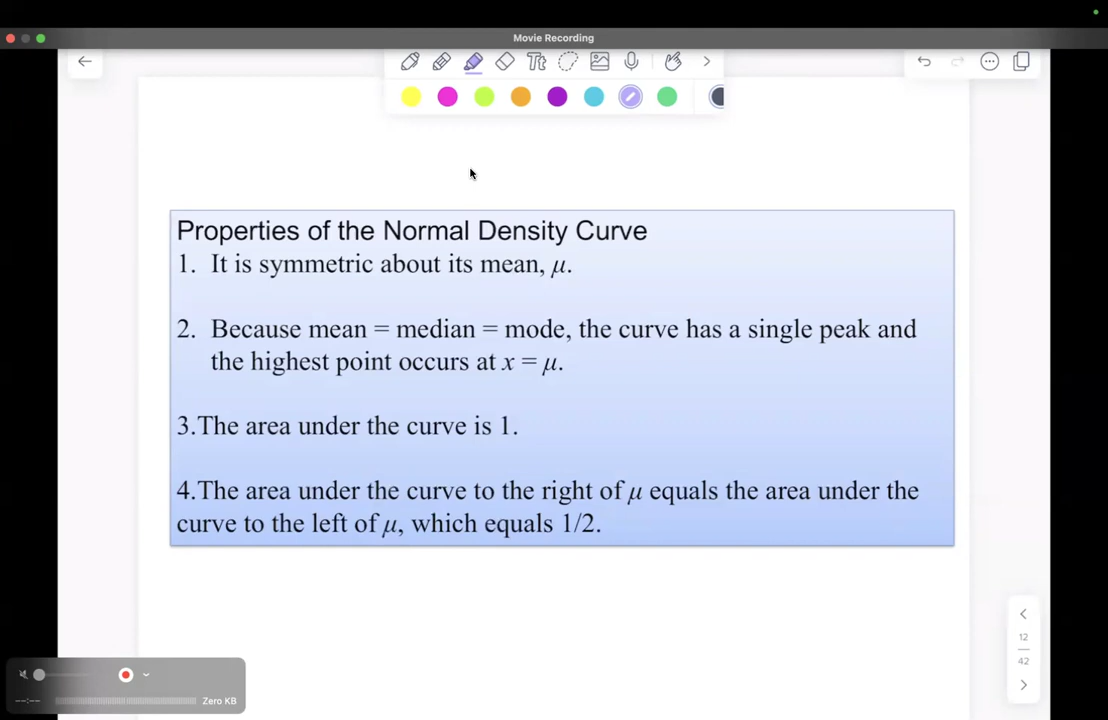 Movie Recording
Tt
Properties of the Normal Density Curve
1. It is symmetric about its mean, μ.
2. Because mean = median = mode, the curve has a single peak and
the highest point occurs at x = μ.
3.The area under the curve is 1.
4.The area under the curve to the right of μ equals the area under the
curve to the left of μ, which equals 1/2.
12
42
--:--
Zero KB